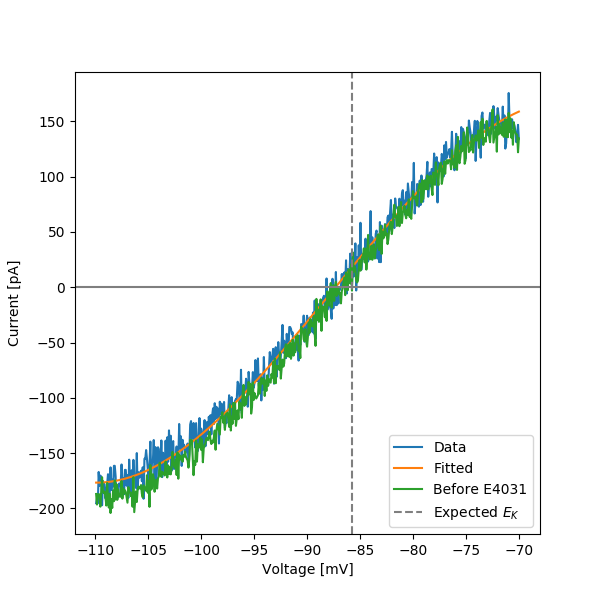 150
100
50
0
−50
−100
−150
−200
Current [pA]
−110 −105 −100 −95 −90 −85 −80 −75 −70
Voltage [mV]
Data
Fitted
Before E4031
Expected E_K